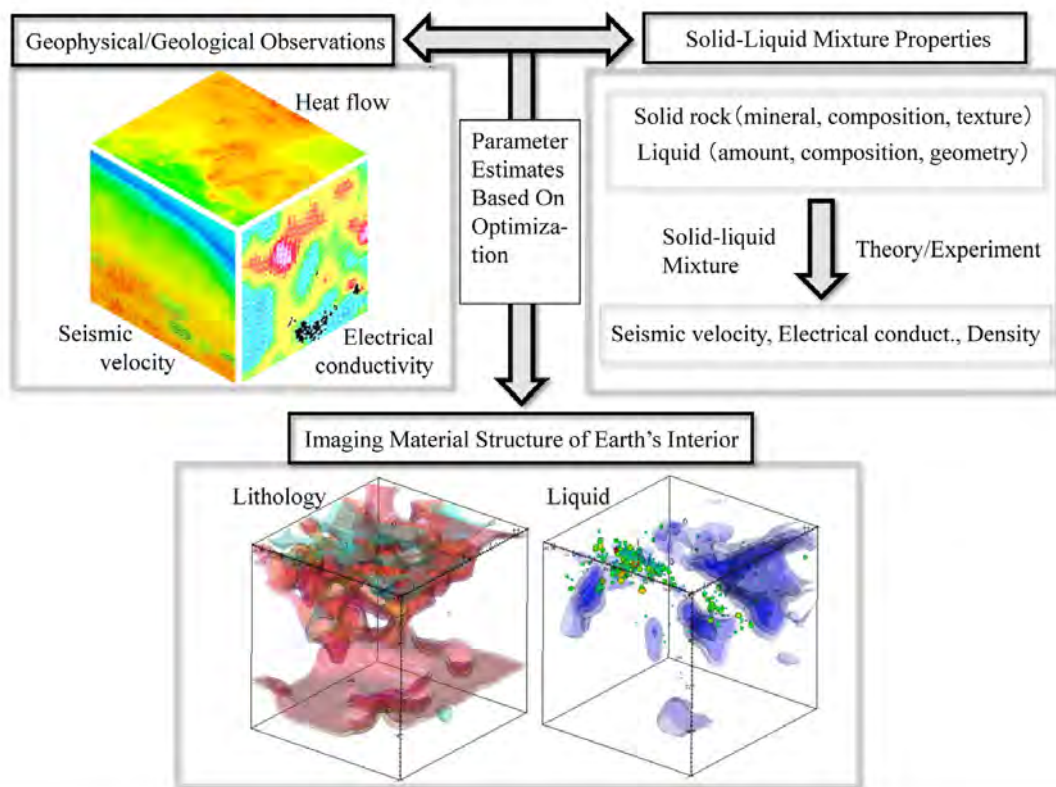 Geophysical/Geological Observations
Solid-Liquid Mixture Properties
Heat flow
Seismic
velocity
Electrical
conductivity
Parameter
Estimates
Based On
Optimiza-
tion
Solid rock（mineral, composition, texture）
Liquid （amount, composition, geometry）
Solid-liquid
Mixture
Theory/Experiment
Seismic velocity, Electrical conduct., Density
Imaging Material Structure of Earth's Interior
Lithology
Liquid